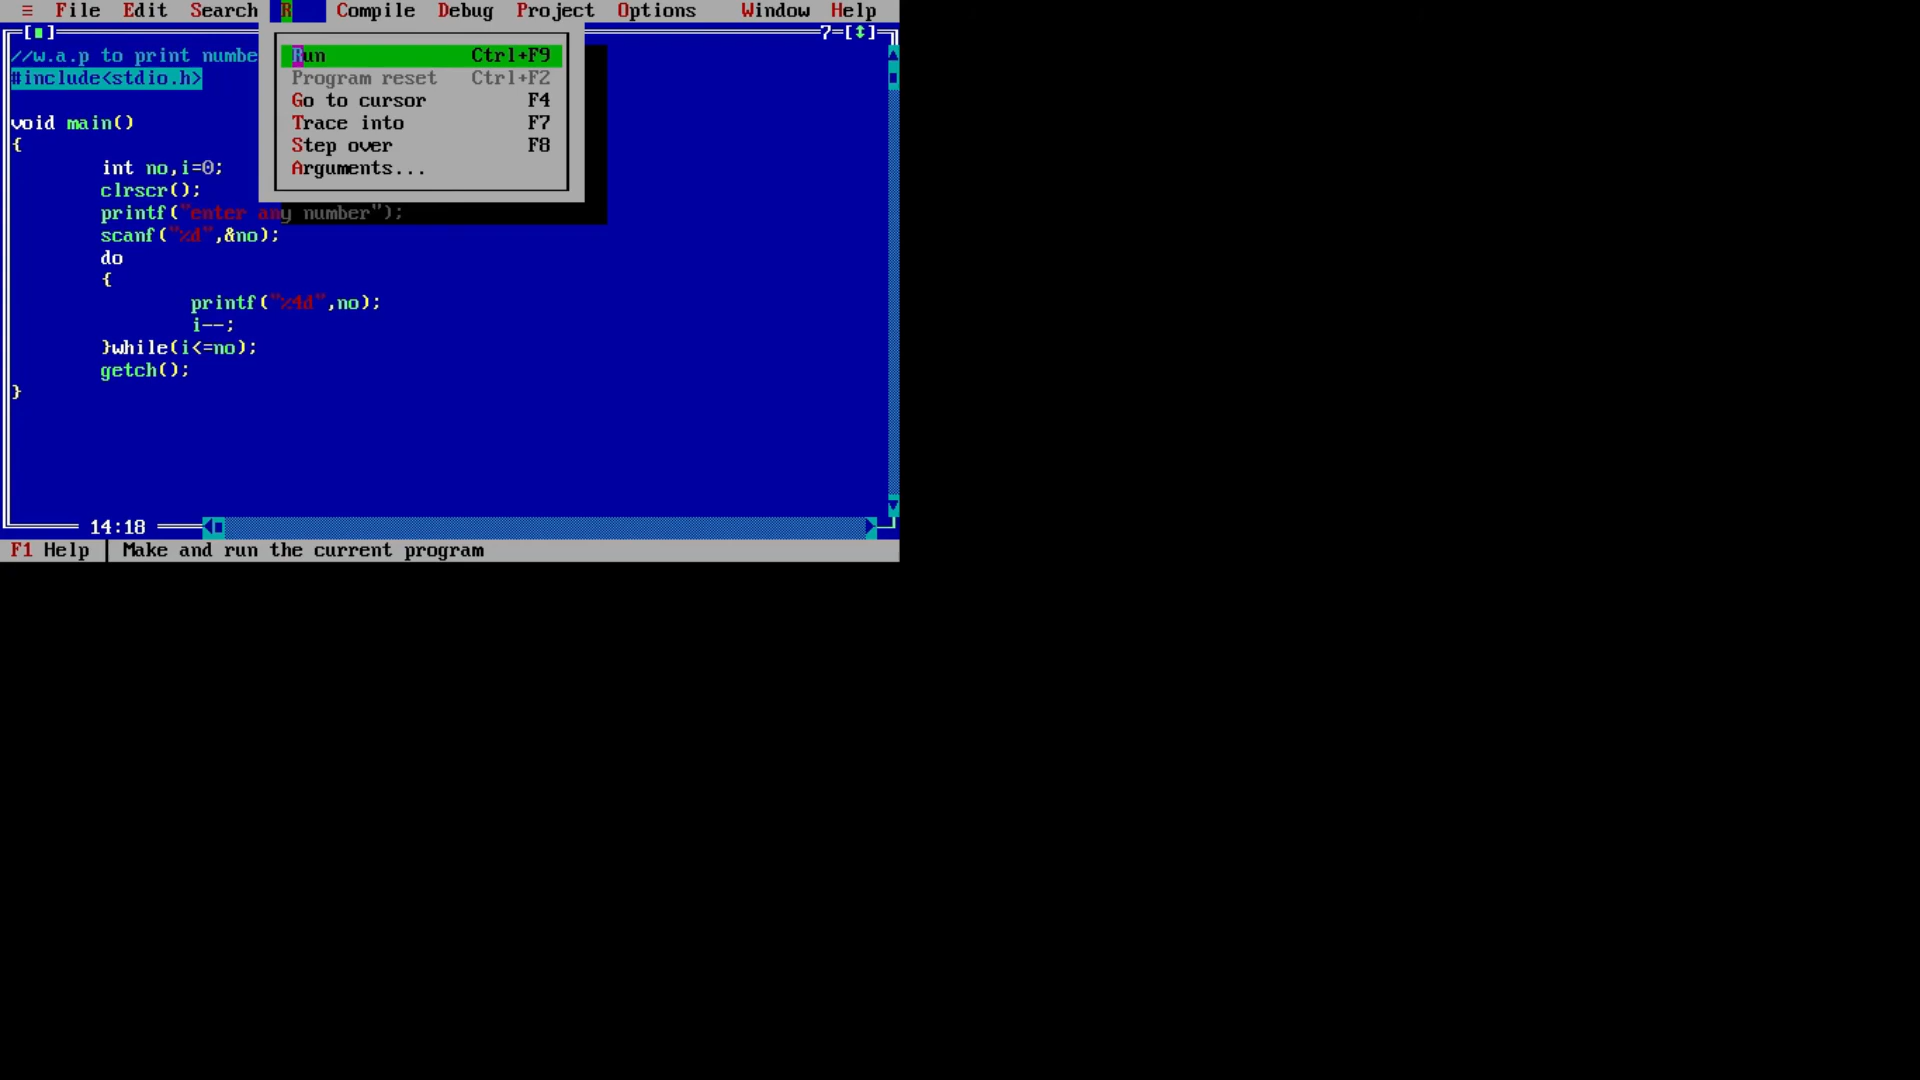 ≡ File Edit Search R Compile Debug Project Options Window Help
[■] 7=[↕]
//w.a.p to print numbe
#include<stdio.h>
void main()
{
int no,i=0;
clrscr();
printf("enter any number");
scanf("%d",&no);
do
{
printf("%4d",no);
i--;
}while(i<=no);
getch();
}
Run Ctrl+F9
Program reset Ctrl+F2
Go to cursor F4
Trace into F7
Step over F8
Arguments...
14:18
F1 Help │ Make and run the current program